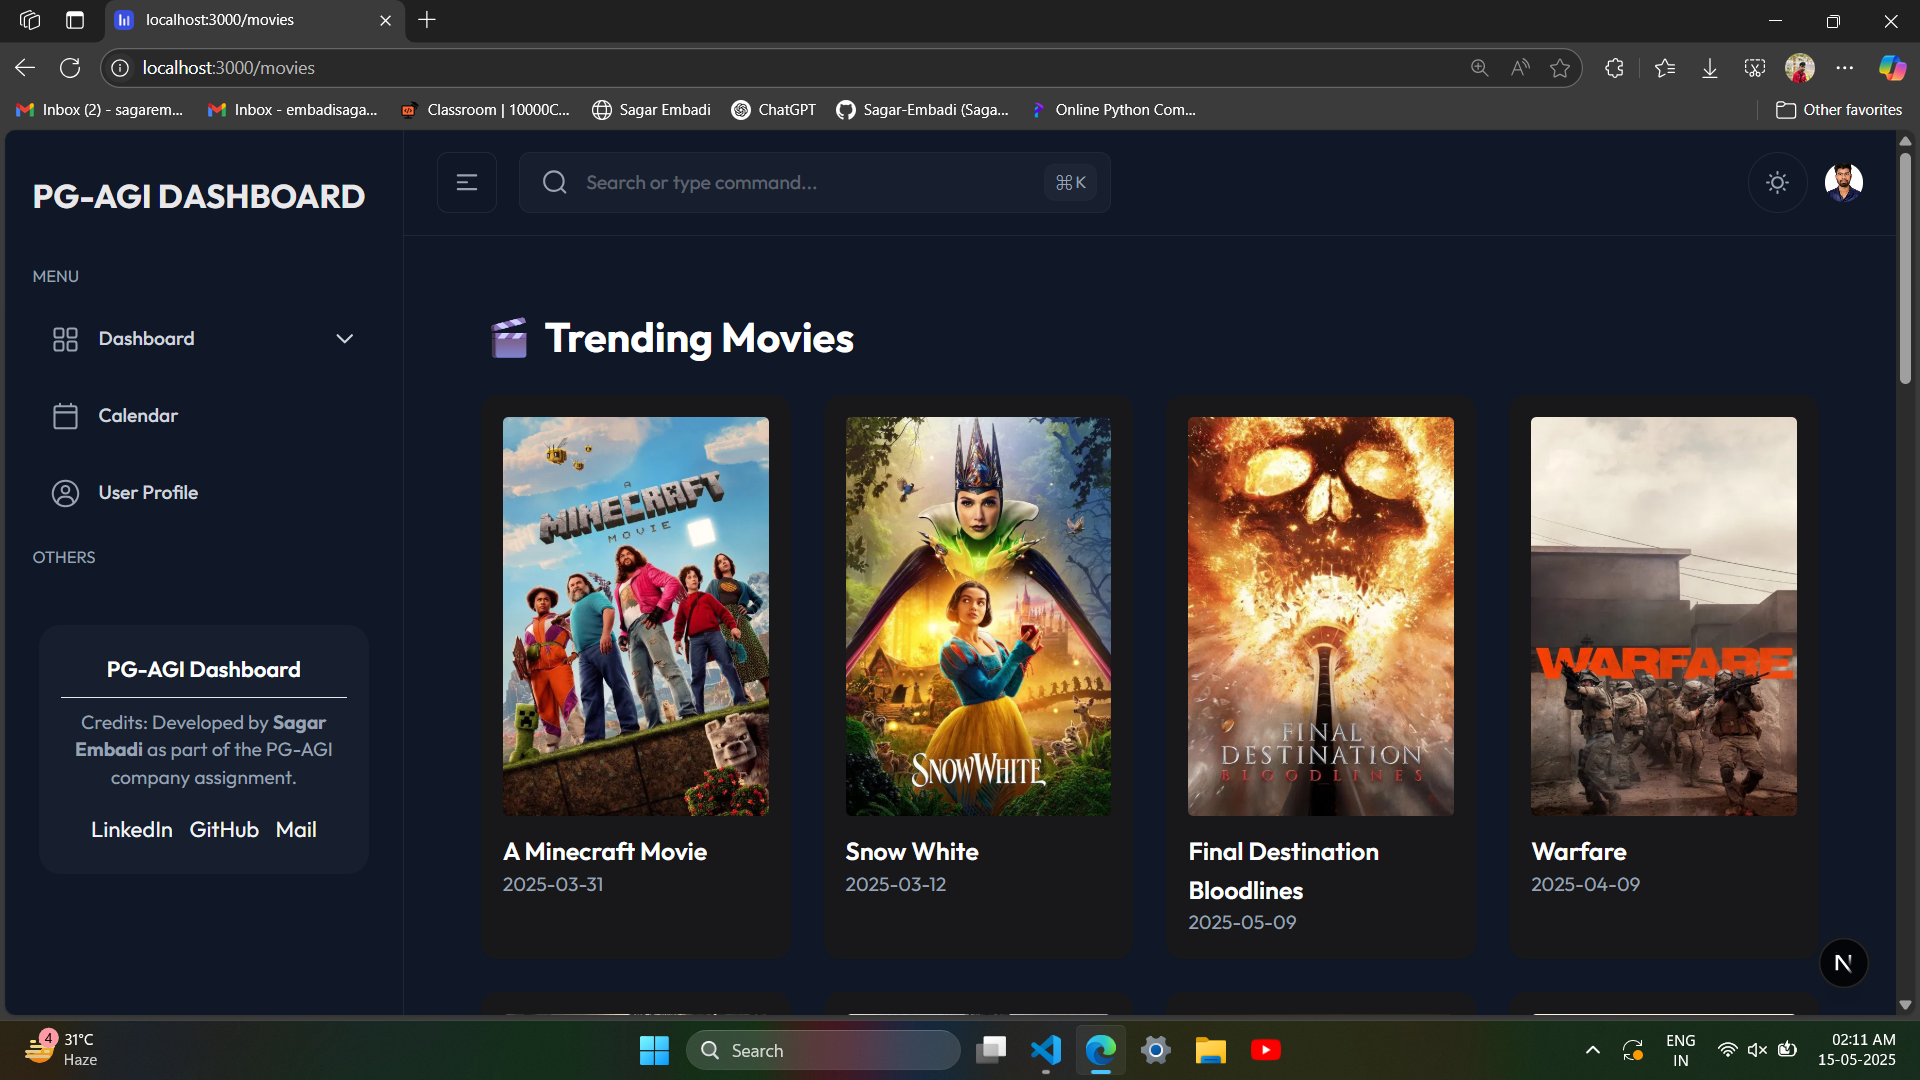 localhost:3000/movies
localhost:3000/movies
Inbox (2) - sagarem...
Inbox - embadisaga...
Classroom | 10000C...
Sagar Embadi
ChatGPT
Sagar-Embadi (Saga...
Online Python Com...
Other favorites
PG-AGI DASHBOARD
Search or type command...
⌘K
MENU
Dashboard
Calendar
User Profile
OTHERS
PG-AGI Dashboard
Credits: Developed by Sagar
Embadi as part of the PG-AGI
company assignment.
LinkedIn GitHub Mail
Trending Movies
A
MINECRAFT
MOVIE
SNOW WHITE
FINAL
DESTINATION
BLOODLINES
WARFARE
A Minecraft Movie
2025-03-31
Snow White
2025-03-12
Final Destination
Bloodlines
2025-05-09
Warfare
2025-04-09
N
4
31°C
Haze
Search
ENG
IN
02:11 AM
15-05-2025